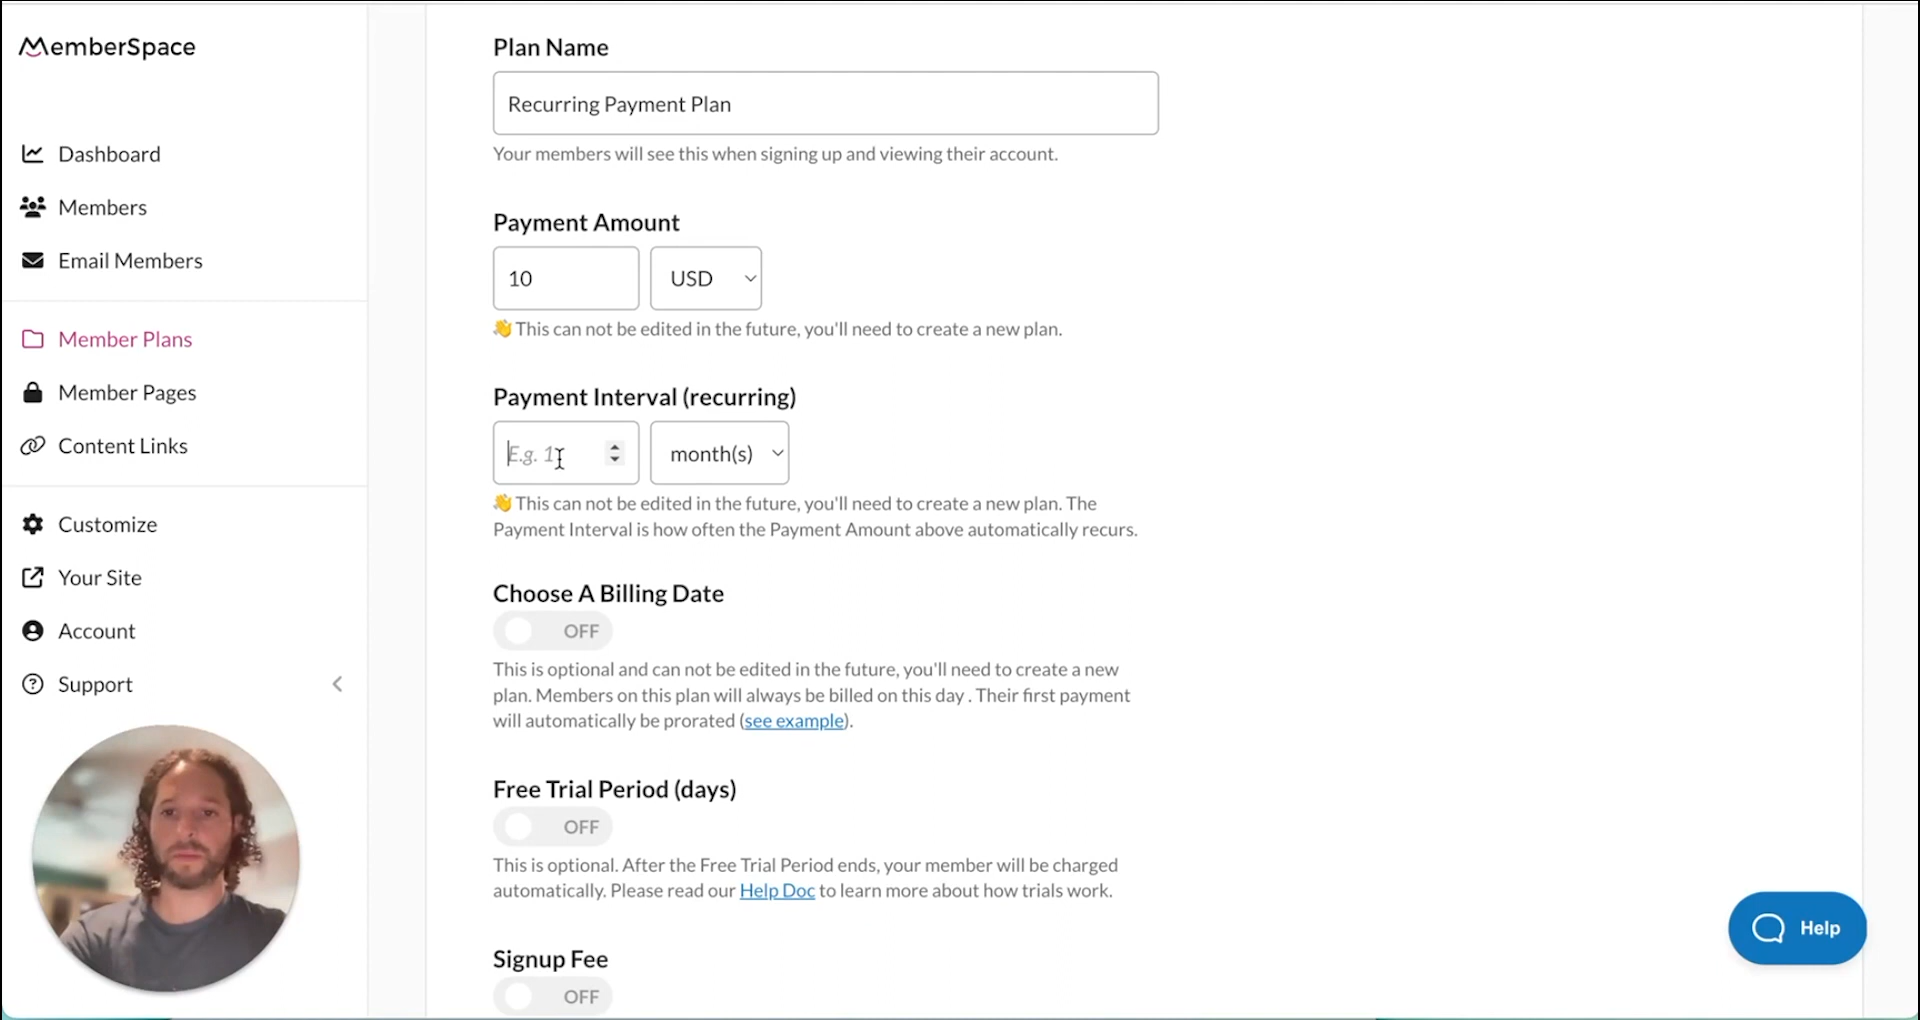 MemberSpace
Dashboard
Members
Email Members
Member Plans
Member Pages
Content Links
Customize
Your Site
Account
Support
Plan Name
Recurring Payment Plan
Your members will see this when signing up and viewing their account.
Payment Amount
10
USD
👋 This can not be edited in the future, you'll need to create a new plan.
Payment Interval (recurring)
E.g. 1
month(s)
👋 This can not be edited in the future, you'll need to create a new plan. The
Payment Interval is how often the Payment Amount above automatically recurs.
Choose A Billing Date
OFF
This is optional and can not be edited in the future, you'll need to create a new
plan. Members on this plan will always be billed on this day . Their first payment
will automatically be prorated (see example).
Free Trial Period (days)
OFF
This is optional. After the Free Trial Period ends, your member will be charged
automatically. Please read our Help Doc to learn more about how trials work.
Signup Fee
OFF
Help